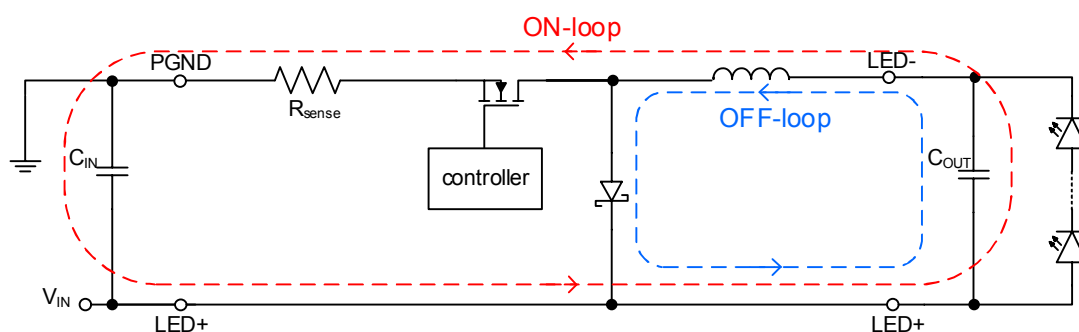 ON-loop
PGND
LED-
Rsense
OFF-loop
CIN
COUT
controller
VIN
LED+
LED+